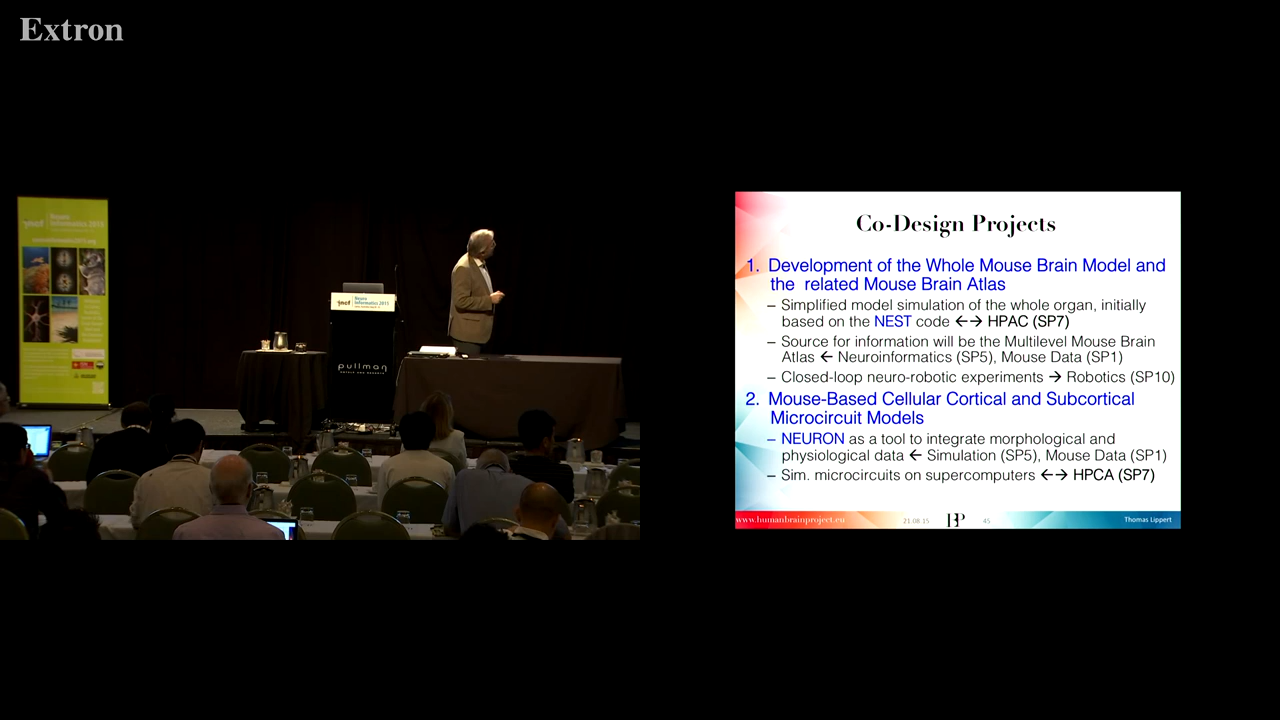 Extron
incf
Neuro
Informatics 2015
pullman
Co-Design Projects
1. Development of the Whole Mouse Brain Model and
the related Mouse Brain Atlas
– Simplified model simulation of the whole organ, initially
based on the NEST code ←→ HPAC (SP7)
– Source for information will be the Multilevel Mouse Brain
Atlas ← Neuroinformatics (SP5), Mouse Data (SP1)
– Closed-loop neuro-robotic experiments → Robotics (SP10)
2. Mouse-Based Cellular Cortical and Subcortical
Microcircuit Models
– NEURON as a tool to integrate morphological and
physiological data ← Simulation (SP5), Mouse Data (SP1)
– Sim. microcircuits on supercomputers ←→ HPCA (SP7)
www.humanbrainproject.eu 21.08.15 45 Thomas Lippert